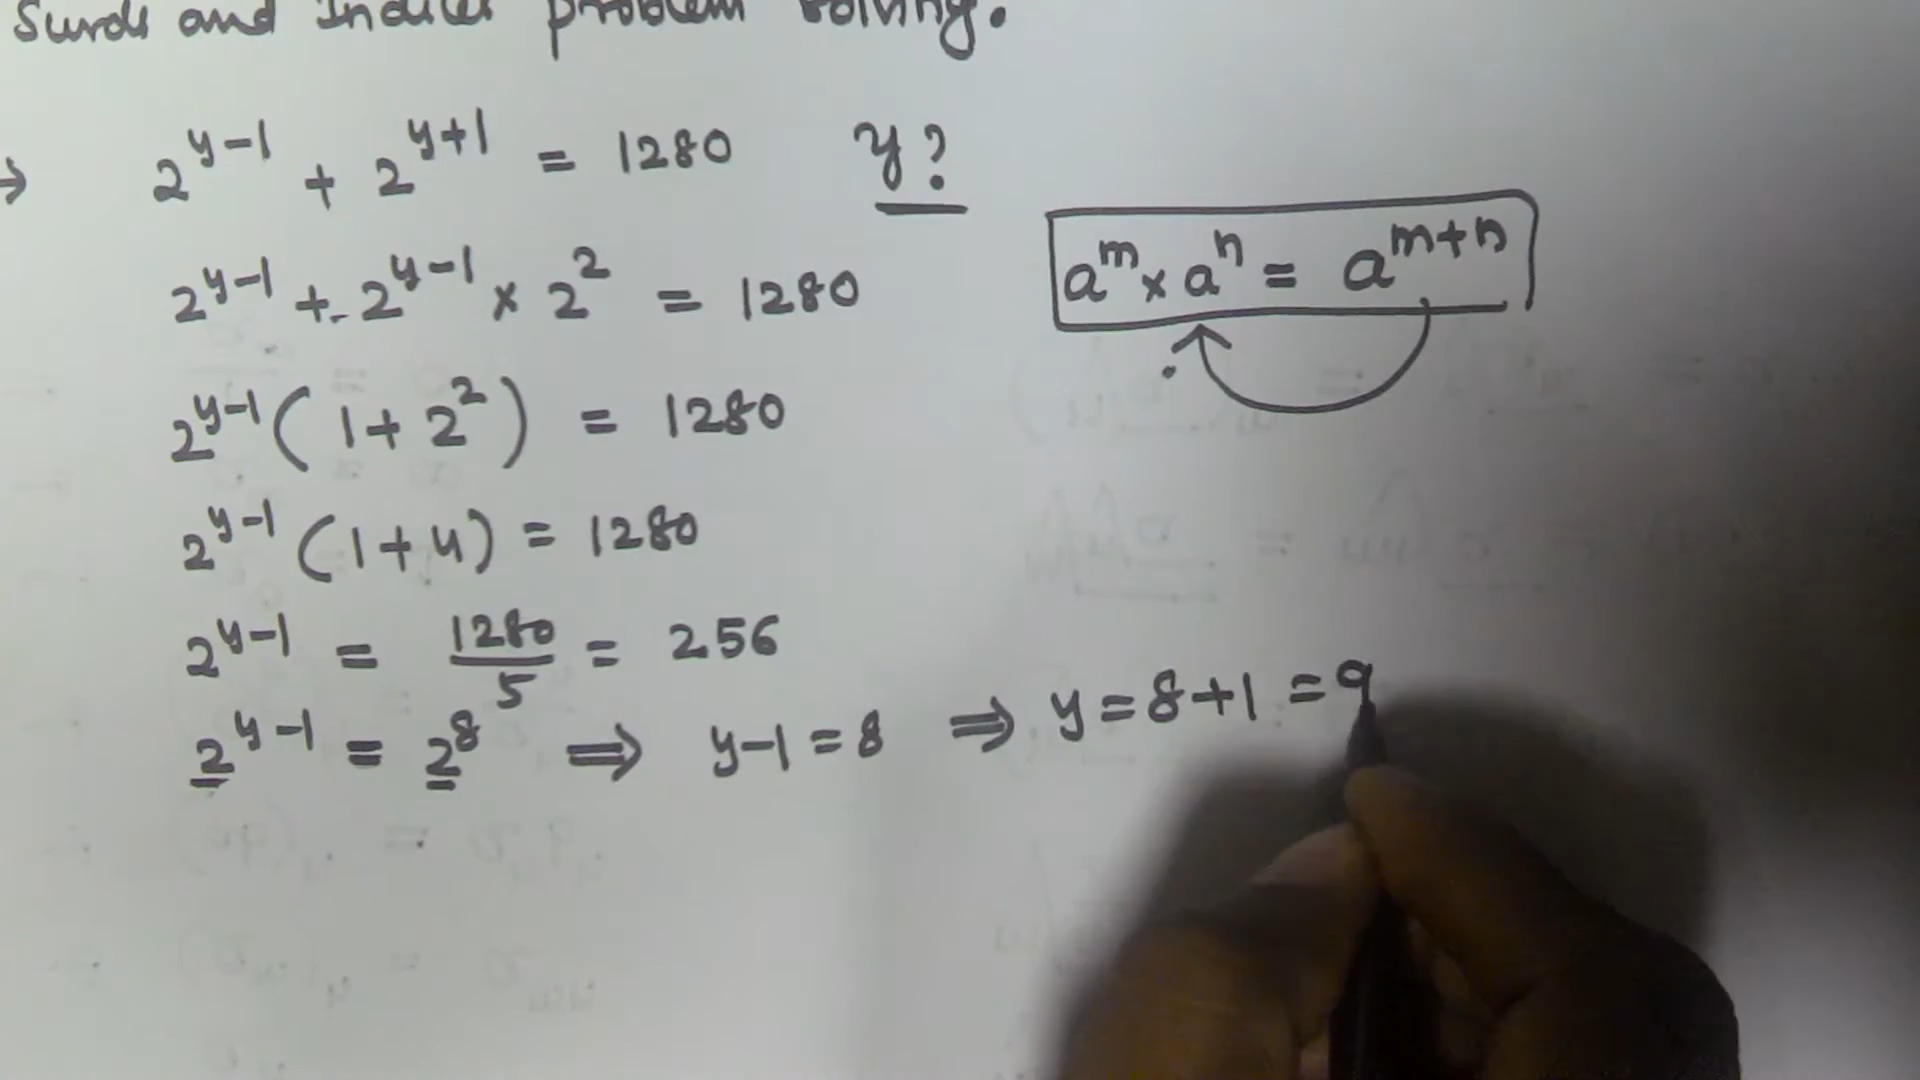 Surds and Indices problem solving.
→ 2^{y-1} + 2^{y+1} = 1280 y?
2^{y-1} + 2^{y-1} × 2^2 = 1280
a^m × a^n = a^{m+n}
2^{y-1} (1 + 2^2) = 1280
2^{y-1} (1 + 4) = 1280
2^{y-1} = 1280/5 = 256
2^{y-1} = 2^8 ⇒ y-1 = 8 ⇒ y = 8+1 = 9